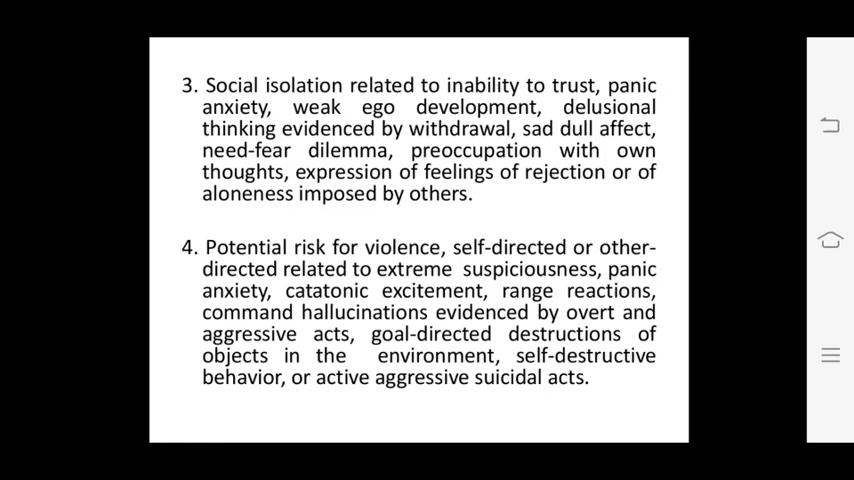 3. Social isolation related to inability to trust, panic
anxiety, weak ego development, delusional
thinking evidenced by withdrawal, sad dull affect,
need-fear dilemma, preoccupation with own
thoughts, expression of feelings of rejection or of
aloneness imposed by others.
4. Potential risk for violence, self-directed or other-
directed related to extreme suspiciousness, panic
anxiety, catatonic excitement, range reactions,
command hallucinations evidenced by overt and
aggressive acts, goal-directed destructions of
objects in the environment, self-destructive
behavior, or active aggressive suicidal acts.